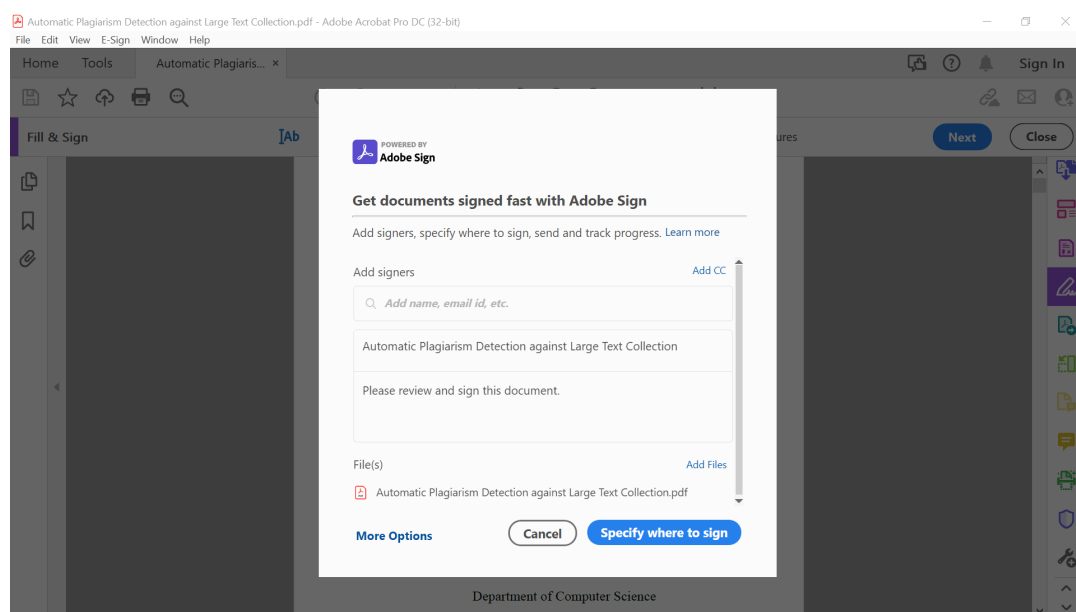 Automatic Plagiarism Detection against Large Text Collection.pdf - Adobe Acrobat Pro DC (32-bit)
File Edit View E-Sign Window Help
Home Tools Automatic Plagiaris... × Sign In
Fill & Sign Ab ures Next Close
POWERED BY
Adobe Sign
Get documents signed fast with Adobe Sign
Add signers, specify where to sign, send and track progress. Learn more
Add signers Add CC
Add name, email id, etc.
Automatic Plagiarism Detection against Large Text Collection
Please review and sign this document.
File(s) Add Files
Automatic Plagiarism Detection against Large Text Collection.pdf
More Options Cancel Specify where to sign
Department of Computer Science